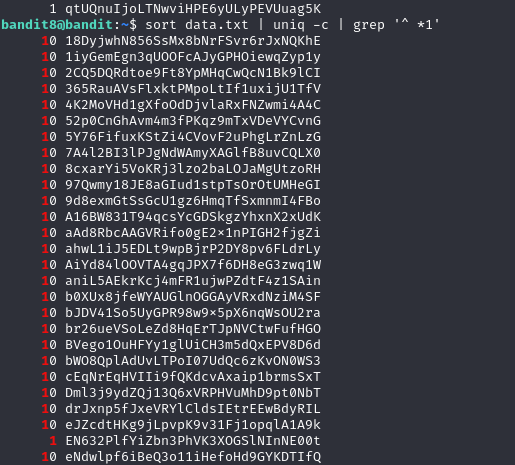 1 qtUQnuIjoLTNwviHPE6yULyPEVUuag5K
bandit8@bandit:~$ sort data.txt | uniq -c | grep '^ *1'
10 18DyjwhN856SsMx8bNrFSvr6rJxNQKhE
10 1iyGemEgn3qUOOFcAJyGPHOiewqZyp1y
10 2CQ5DQRdtoe9Ft8YpMHqCwQcN1Bk9lCI
10 365RauAVsFlxktPMpoLtIf1uxijU1TfV
10 4K2MoVHd1gXfoOdDjvlaRxFNZwmi4A4C
10 52p0CnGhAvm4m3fPKqz9mTxVDeVYCvnG
10 5Y76FifuxKStZi4CVovF2uPhgLrZnLzG
10 7A4l2BI3lPJgNdWAmyXAGlfB8uvCQLX0
10 8cxarYi5VoKRj3lzo2baLOJaMgUtzoRH
10 97Qwmy18JE8aGIud1stpTsOrOtUMHeGI
10 9d8exmGtSsGcU1gz6HmqTfSxmnmI4FBo
10 A16BW831T94qcsYcGDSkgzYhxnX2xUdK
10 aAd8RbcAAGVRifo0gE2×1nPIGH2fjgZi
10 ahwL1iJ5EDLt9wpBjrP2DY8pv6FLdrLy
10 AiYd84lOOVTA4gqJPX7f6DH8eG3zwq1W
10 aniL5AEkrKcj4mFR1ujwPZdtF4z1SAin
10 b0XUx8jfeWYAUGlnOGGAyVRxdNziM4SF
10 bJDV41So5UyGPR98w9×5pX6nqWsOU2ra
10 br26ueVSoLeZd8HqErTJpNVCtwFufHGO
10 BVego1OuHFYy1glUiCH3m5dQxEPV8D6d
10 bWO8QplAdUvLTPoI07UdQc6zKvON0WS3
10 cEqNrEqHVIIi9fQKdcvAxaip1brmsSxT
10 Dml3j9ydZQj13Q6xVRPHVuMhD9pt0NbT
10 drJxnp5fJxeVRYlCldsIEtrEEwBdyRIL
10 eJZcdtHKg9jLpvpK9v31Fj1opqlA1A9k
1 EN632PlfYiZbn3PhVK3XOGSlNInNE00t
10 eNdwlpf6iBeQ3o11iHefoHd9GYKDTIfQ